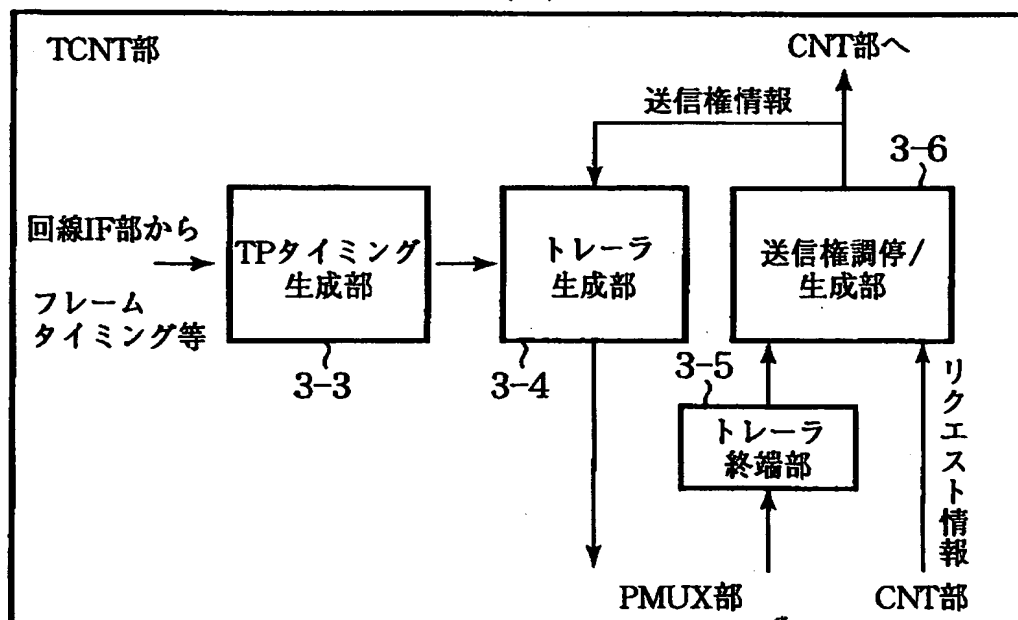 TCNT部
CNT部へ
送信権情報
3-6
回線IF部から
フレーム
タイミング等
TPタイミング
生成部
3-3
トレーラ
生成部
3-4
送信権調停/
生成部
3-5
トレーラ
終端部
リクエスト情報
PMUX部
CNT部